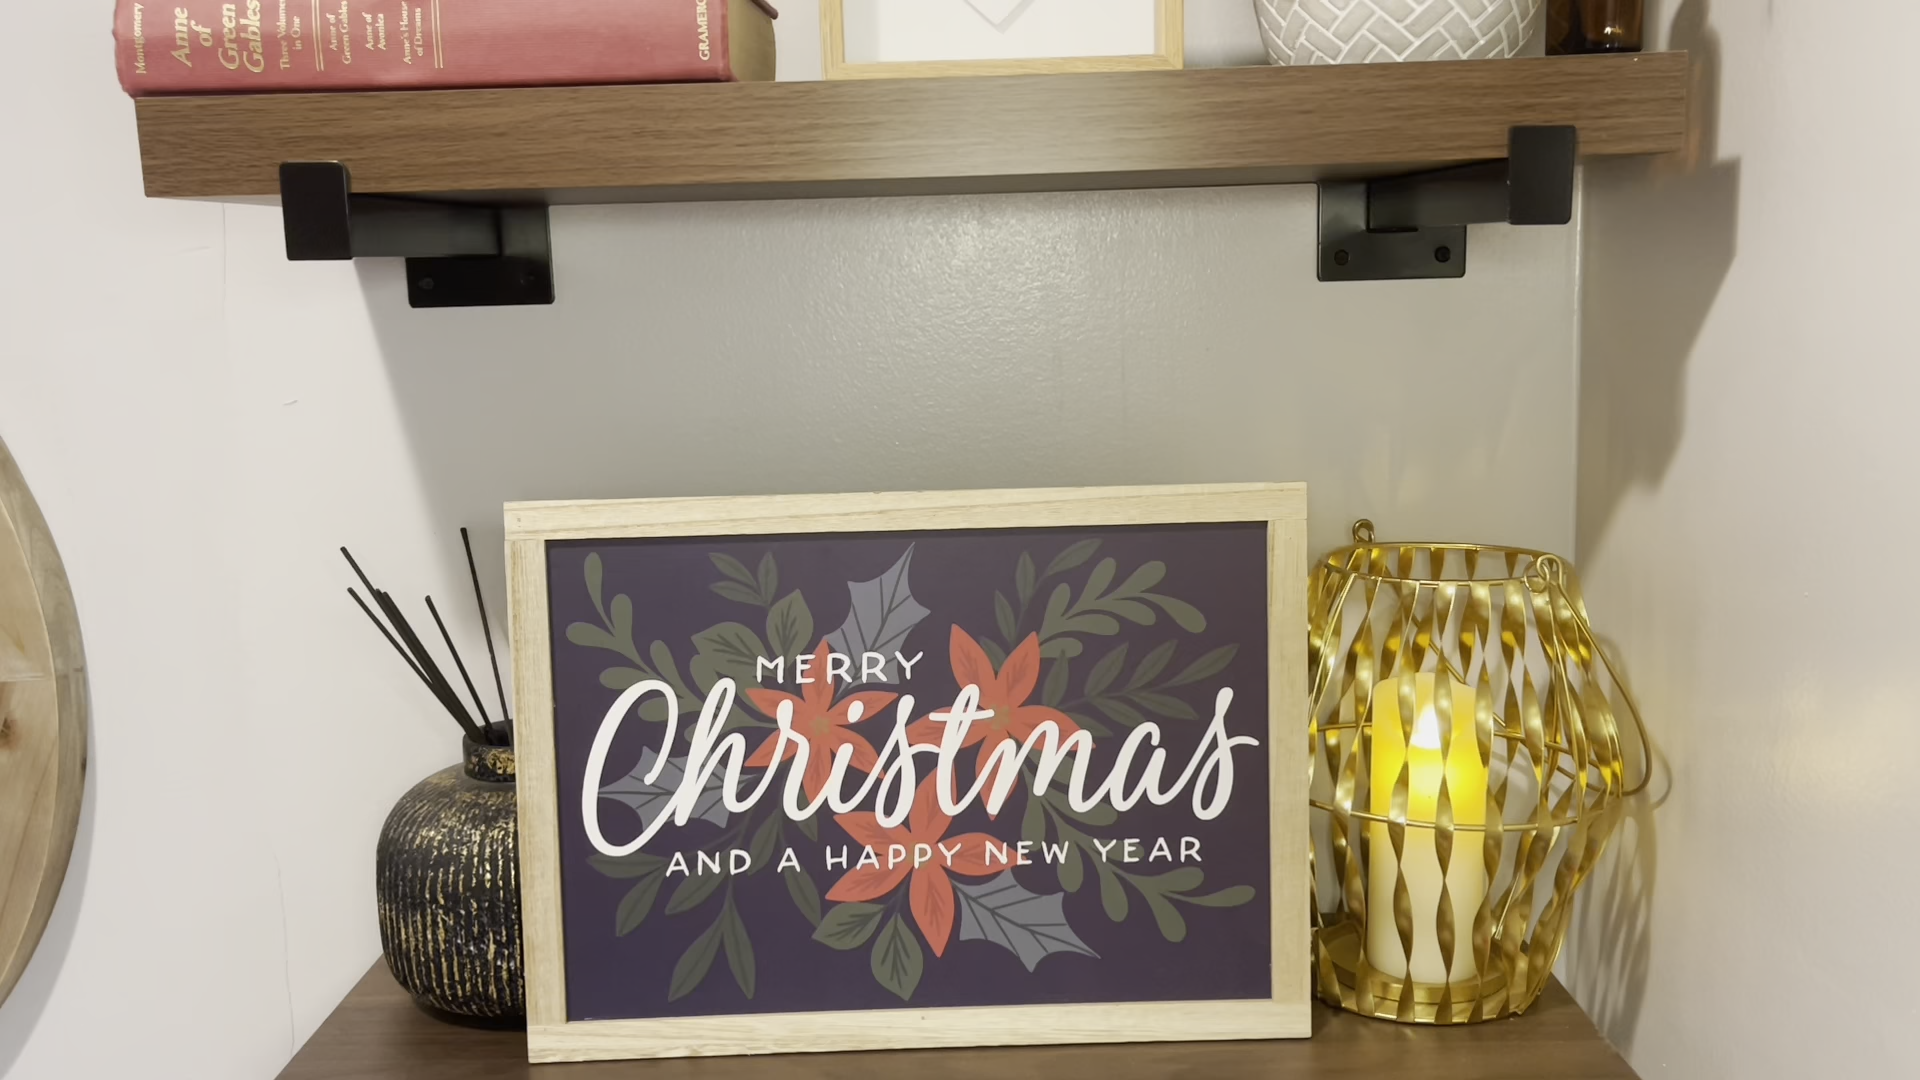 Montgomery
Anne
of
Green
Gables
Three Volumes
in One
Anne of
Green Gables
Anne of
Avonlea
Anne's House
of Dreams
MERRY
Christmas
AND A HAPPY NEW YEAR